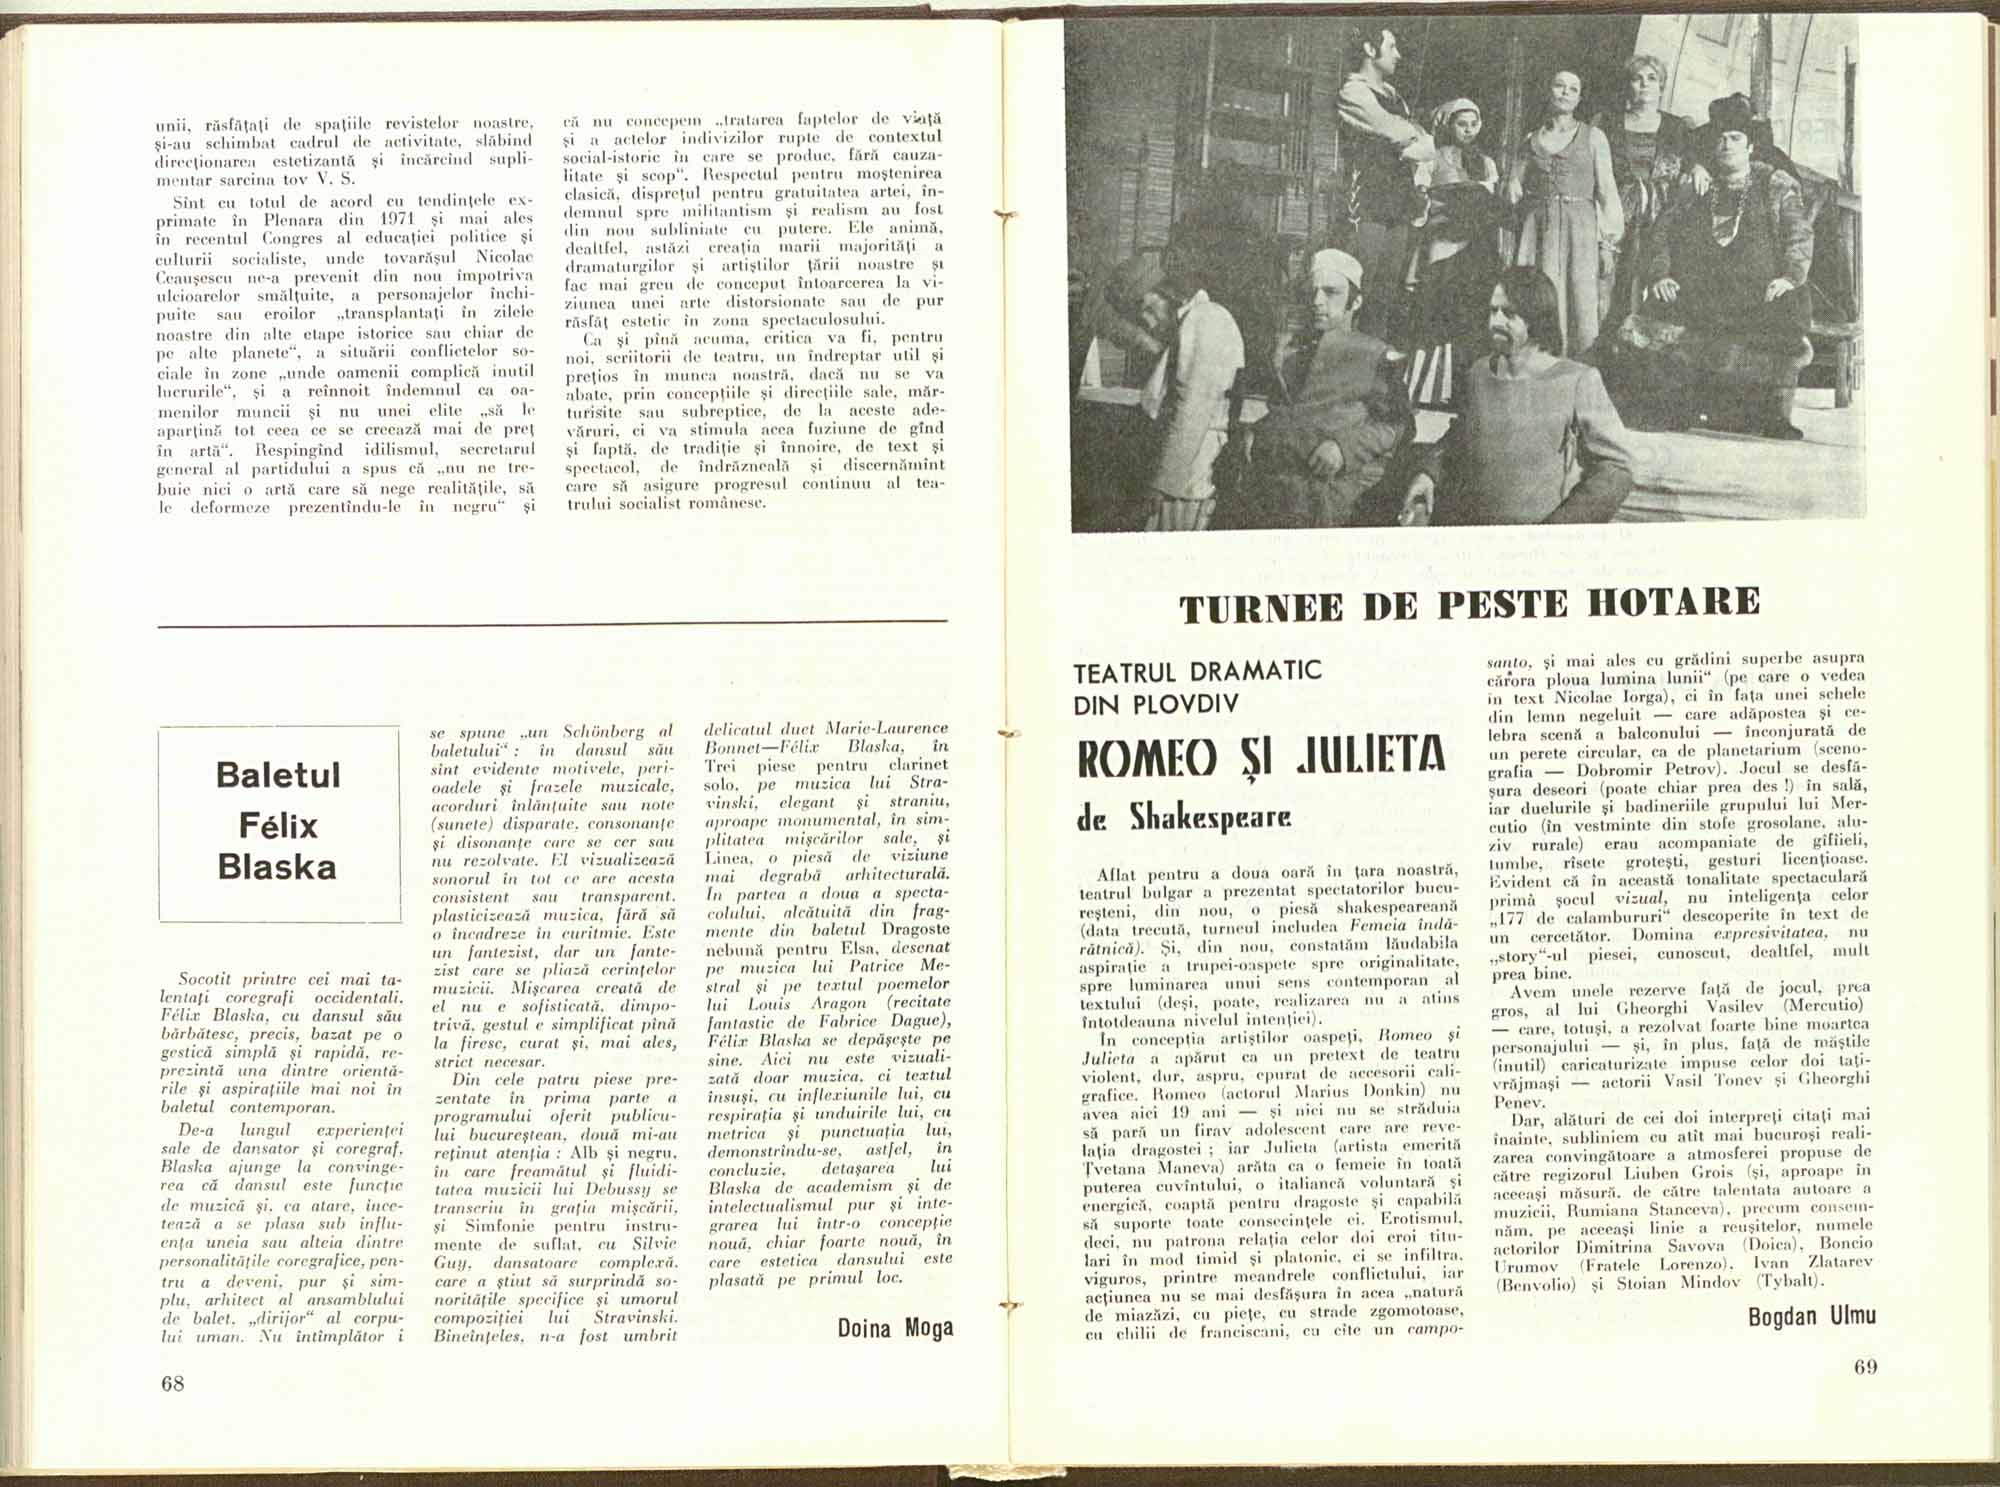 unii, răsfățați de spațiile revistelor noastre,
și-au schimbat cadrul de activitate, slăbind
direcționarea estetizantă și încărcînd supli-
mentar sarcina tov V. S.
Sînt cu totul de acord cu tendințele ex-
primate în Plenara din 1971 și mai ales
în recentul Congres al educației politice și
culturii socialiste, unde tovarășul Nicolae
Ceaușescu ne-a prevenit din nou împotriva
ulcioarelor smălțuite, a personajelor închi-
puite sau eroilor „transplantați în zilele
noastre din alte etape istorice sau chiar de
pe alte planete“, a situării conflictelor so-
ciale în zone „unde oamenii complică inutil
lucrurile“, și a reînnoit îndemnul ca oa-
menilor muncii și nu unei elite „să le
aparțină tot ceea ce se creează mai de preț
în artă“. Respingînd idilismul, secretarul
general al partidului a spus că „nu ne tre-
buie nici o artă care să nege realitățile, să
le deformeze prezentîndu-le în negru“ și
că nu concepem „tratarea faptelor de viață
și a actelor indivizilor rupte de contextul
social-istoric în care se produc, fără cauza-
litate și scop“. Respectul pentru moștenirea
clasică, disprețul pentru gratuitatea artei, în-
demnul spre militantism și realism au fost
din nou subliniate cu putere. Ele animă,
dealtfel, astăzi creația marii majorități a
dramaturgilor și artiștilor țării noastre și
fac mai greu de conceput întoarcerea la vi-
ziunea unei arte distorsionate sau de pur
răsfăț estetic în zona spectaculosului.
Ca și pînă acuma, critica va fi, pentru
noi, scriitorii de teatru, un îndreptar util și
prețios în munca noastră, dacă nu se va
abate, prin concepțiile și direcțiile sale, măr-
turisite sau subreptice, de la aceste ade-
văruri, ci va stimula acea fuziune de gînd
și faptă, de tradiție și înnoire, de text și
spectacol, de îndrăzneală și discernămînt
care să asigure progresul continuu al tea-
trului socialist românesc.
Baletul
Félix
Blaska
Socotit printre cei mai ta-
lentați coregrafi occidentali,
Félix Blaska, cu dansul său
bărbătesc, precis, bazat pe o
gestică simplă și rapidă, re-
prezintă una dintre orientă-
rile și aspirațiile mai noi în
baletul contemporan.
De-a lungul experienței
sale de dansator și coregraf,
Blaska ajunge la convinge-
rea că dansul este funcție
de muzică și, ca atare, înce-
tează a se plasa sub influ-
ența uneia sau alteia dintre
personalitățile coregrafice, pen-
tru a deveni, pur și sim-
plu, arhitect al ansamblului
de balet, „dirijor“ al corpu-
lui uman. Nu întîmplător i
se spune „un Schönberg al
baletului“ : în dansul său
sînt evidente motivele, peri-
oadele și frazele muzicale,
acorduri înlănțuite sau note
(sunete) disparate, consonanțe
și disonanțe care se cer sau
nu rezolvate. El vizualizează
sonorul în tot ce are acesta
consistent sau transparent,
plasticizează muzica, fără să
o încadreze în euritmie. Este
un fantezist, dar un fante-
zist care se pliază cerințelor
muzicii. Mișcarea creată de
el nu e sofisticată, dimpo-
trivă, gestul e simplificat pînă
la firesc, curat și, mai ales,
strict necesar.
Din cele patru piese pre-
zentate în prima parte a
programului oferit publicu-
lui bucureștean, două mi-au
reținut atenția : Alb și negru,
în care freamătul și fluidi-
tatea muzicii lui Debussy se
transcriu în grația mișcării,
și Simfonie pentru instru-
mente de suflat, cu Silvie
Guy, dansatoare complexă,
care a știut să surprindă so-
noritățile specifice și umorul
compoziției lui Stravinski.
Bineînțeles, n-a fost umbrit
delicatul duet Marie-Laurence
Bonnet—Félix Blaska, în
Trei piese pentru clarinet
solo, pe muzica lui Stra-
vinski, elegant și straniu,
aproape monumental, în sim-
plitatea mișcărilor sale, și
Linea, o piesă de viziune
mai degrabă arhitecturală.
În partea a doua a specta-
colului, alcătuită din frag-
mente din baletul Dragoste
nebună pentru Elsa, desenat
pe muzica lui Patrice Me-
stral și pe textul poemelor
lui Louis Aragon (recitate
fantastic de Fabrice Dague),
Félix Blaska se depășește pe
sine. Aici nu este vizuali-
zată doar muzica, ci textul
însuși, cu inflexiunile lui, cu
respirația și unduirile lui, cu
metrica și punctuația lui,
demonstrîndu-se, astfel, în
concluzie, detașarea lui
Blaska de academism și de
intelectualismul pur și inte-
grarea lui într-o concepție
nouă, chiar foarte nouă, în
care estetica dansului este
plasată pe primul loc.
Doina Moga
68
TURNEE DE PESTE HOTARE
TEATRUL DRAMATIC
DIN PLOVDIV
ROMEO ȘI JULIETA
de Shakespeare
Aflat pentru a doua oară în țara noastră,
teatrul bulgar a prezentat spectatorilor bucu-
reșteni, din nou, o piesă shakespeareană
(data trecută, turneul includea Femeia îndă-
rătnică). Și, din nou, constatăm lăudabila
aspirație a trupei-oaspete spre originalitate,
spre luminarea unui sens contemporan al
textului (deși, poate, realizarea nu a atins
întotdeauna nivelul intenției).
În concepția artiștilor oaspeți, Romeo și
Julieta a apărut ca un pretext de teatru
violent, dur, aspru, epurat de accesorii cali-
grafice. Romeo (actorul Marius Donkin) nu
avea aici 19 ani — și nici nu se străduia
să pară un firav adolescent care are reve-
lația dragostei ; iar Julieta (artista emerită
Țvetana Maneva) arăta ca o femeie în toată
puterea cuvîntului, o italiancă voluntară și
energică, coaptă pentru dragoste și capabilă
să suporte toate consecințele ei. Erotismul,
deci, nu patrona relația celor doi eroi titu-
lari în mod timid și platonic, ci se infiltra,
viguros, printre meandrele conflictului, iar
acțiunea nu se mai desfășura în acea „natură
de miazăzi, cu piețe, cu strade zgomotoase,
cu chilii de franciscani, cu cîte un campo-
santo, și mai ales cu grădini superbe asupra
cărora ploua lumina lunii“ (pe care o vedea
în text Nicolae Iorga), ci în fața unei schele
din lemn negeluit — care adăpostea și ce-
lebra scenă a balconului — înconjurată de
un perete circular, ca de planetarium (sceno-
grafia — Dobromir Petrov). Jocul se desfă-
șura deseori (poate chiar prea des !) în sală,
iar duelurile și badineriile grupului lui Mer-
cutio (în vestminte din stofe grosolane, alu-
ziv rurale) erau acompaniate de gîfîieli,
tumbe, rîsete grotești, gesturi licențioase.
Evident că în această tonalitate spectaculară
primă șocul vizual, nu inteligența celor
„177 de calambururi“ descoperite în text de
un cercetător. Domina expresivitatea, nu
„story“-ul piesei, cunoscut, dealtfel, mult
prea bine.
Avem unele rezerve față de jocul, prea
gros, al lui Gheorghi Vasilev (Mercutio)
— care, totuși, a rezolvat foarte bine moartea
personajului — și, în plus, față de măștile
(inutil) caricaturizate impuse celor doi tați-
vrăjmași — actorii Vasil Tonev și Gheorghi
Penev.
Dar, alături de cei doi interpreți citați mai
înainte, subliniem cu atît mai bucuroși reali-
zarea convingătoare a atmosferei propuse de
către regizorul Liuben Grois (și, aproape în
aceeași măsură, de către talentata autoare a
muzicii, Rumiana Stanceva), precum consem-
năm, pe aceeași linie a reușitelor, numele
actorilor Dimitrina Savova (Doica), Boncio
Urumov (Fratele Lorenzo), Ivan Zlatarev
(Benvolio) și Stoian Mindov (Tybalt).
Bogdan Ulmu
69